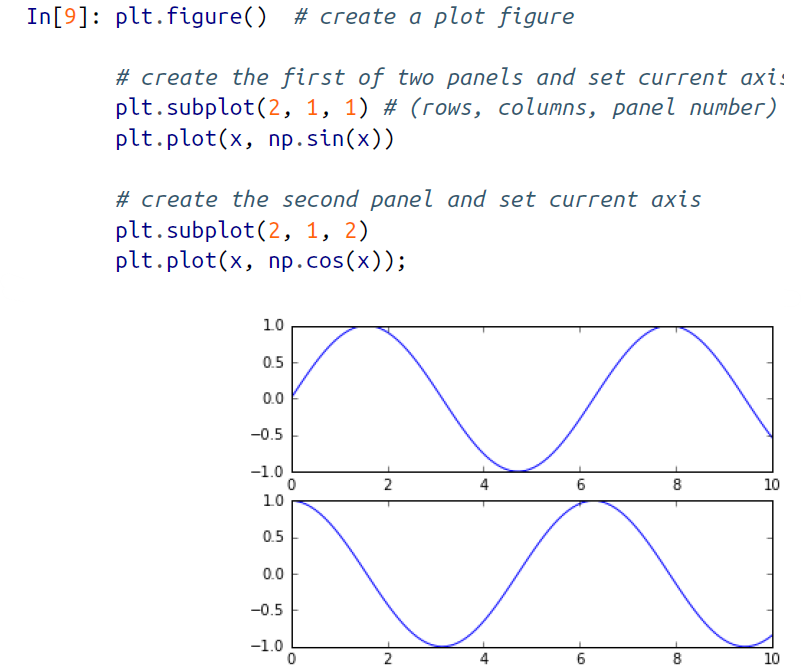 In[9]: plt.figure()  # create a plot figure
# create the first of two panels and set current
plt.subplot(2, 1, 1) # (rows, columns, panel number)
plt.plot(x, np.sin(x))
# create the second panel and set current axis
plt.subplot(2, 1, 2)
plt.plot(x, np.cos(x));
1.0
0.5
0.0
−0.5
−1.0
0 2 4 6 8 10
1.0
0.5
0.0
−0.5
−1.0
0 2 4 6 8 10